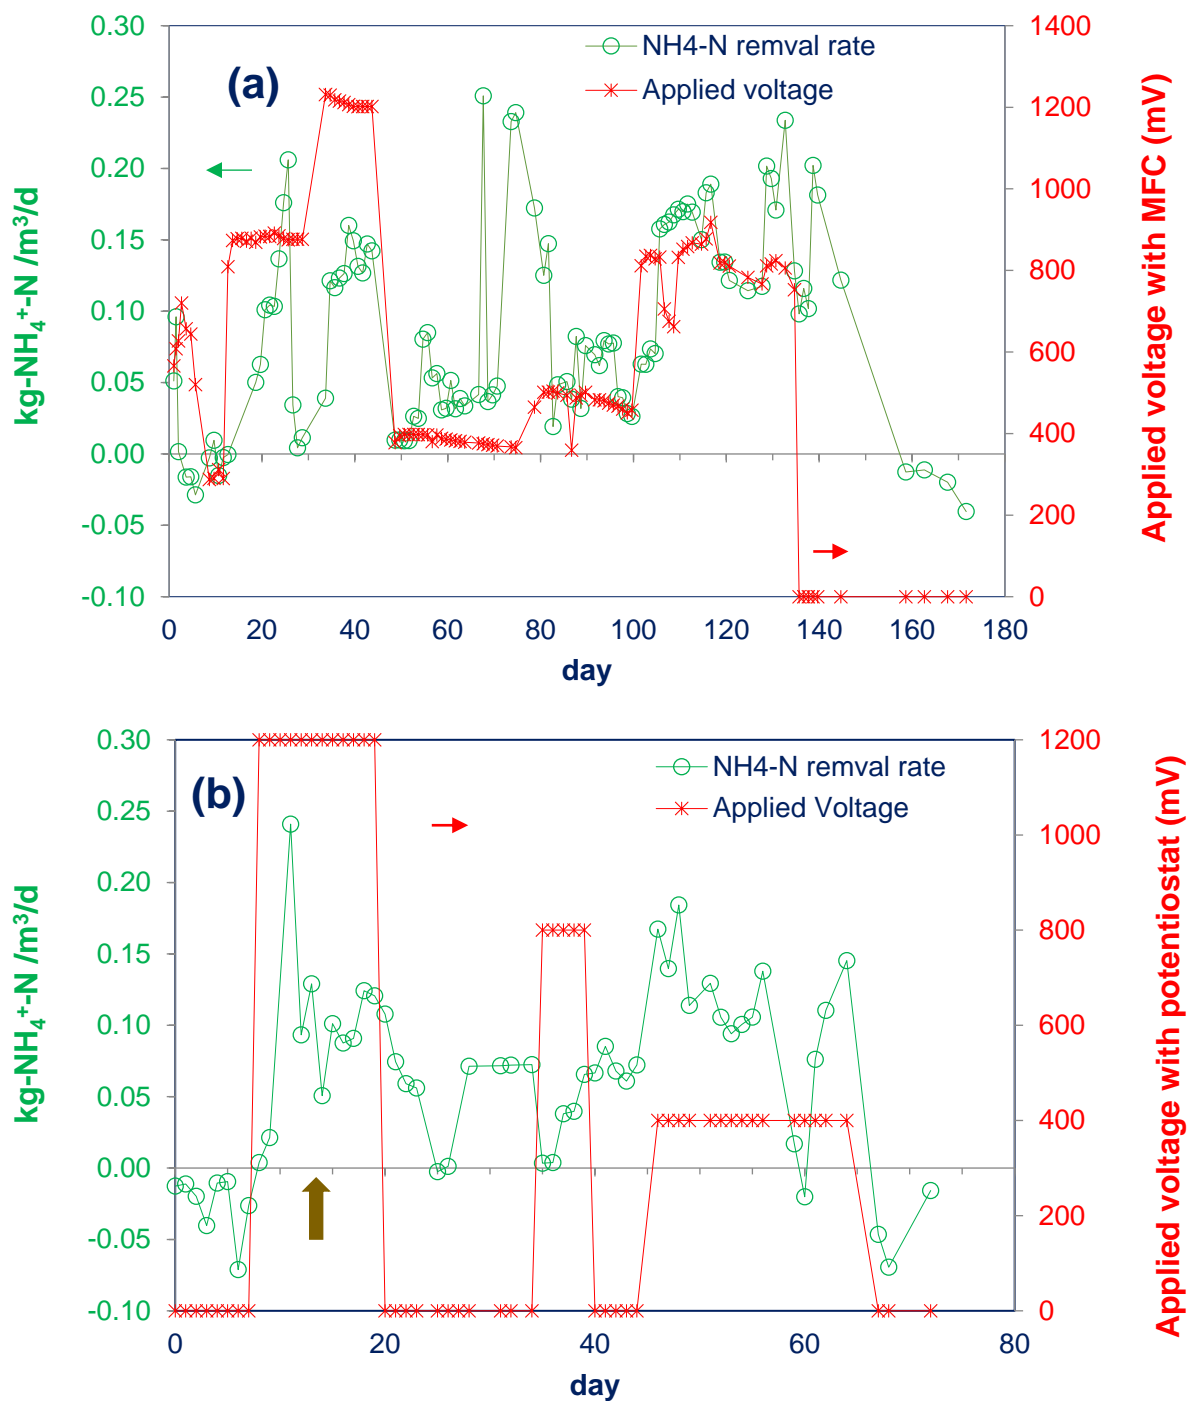 (a)
NH4-N remval rate
Applied voltage
kg-NH₄⁺-N /m³/d
0.30
0.25
0.20
0.15
0.10
0.05
0.00
-0.05
-0.10
Applied voltage with MFC (mV)
1400
1200
1000
800
600
400
200
0
0 20 40 60 80 100 120 140 160 180
day
(b)
NH4-N remval rate
Applied Voltage
kg-NH₄⁺-N /m³/d
0.30
0.25
0.20
0.15
0.10
0.05
0.00
-0.05
-0.10
Applied voltage with potentiostat (mV)
1200
1000
800
600
400
200
0
0 20 40 60 80
day